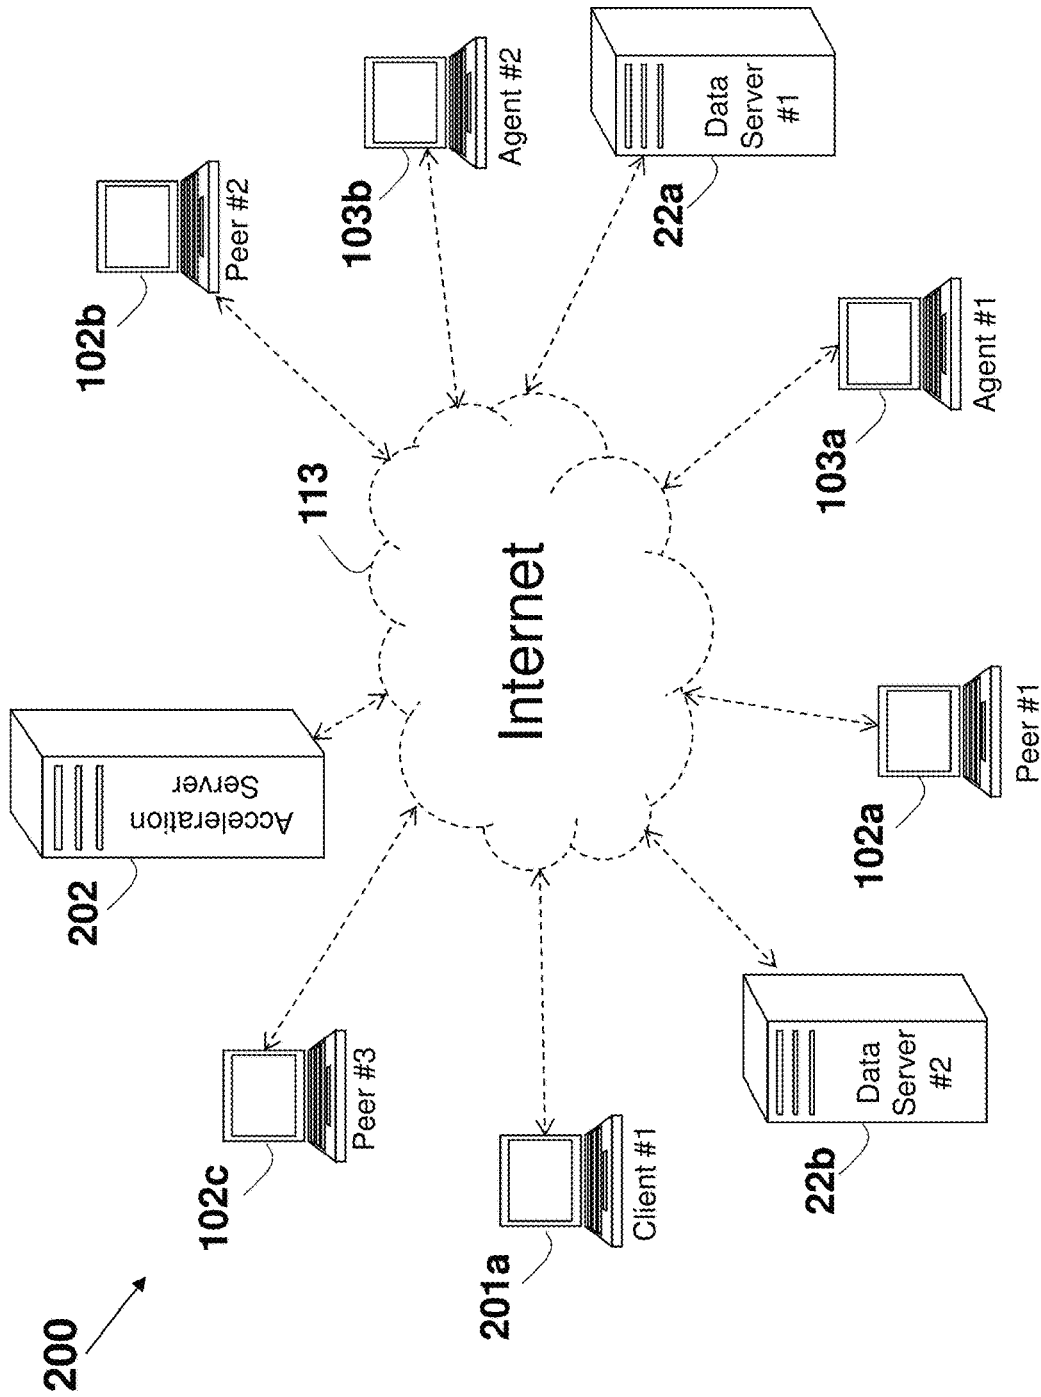 200
202
Acceleration
Server
102c
Peer #3
201a
Client #1
22b
Data
Server
#2
102a
Peer #1
103a
Agent #1
22a
Data
Server
#1
103b
Agent #2
102b
Peer #2
113
Internet